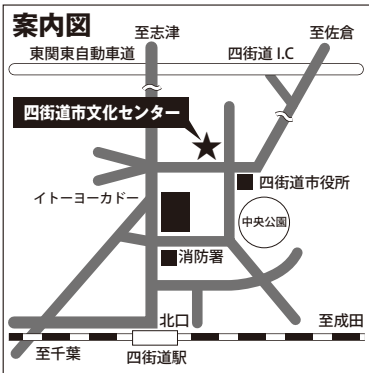 案内図
至志津
至佐倉
東関東自動車道
四街道 I.C
四街道市文化センター
イトーヨーカドー
四街道市役所
中央公園
消防署
北口
至成田
至千葉
四街道駅